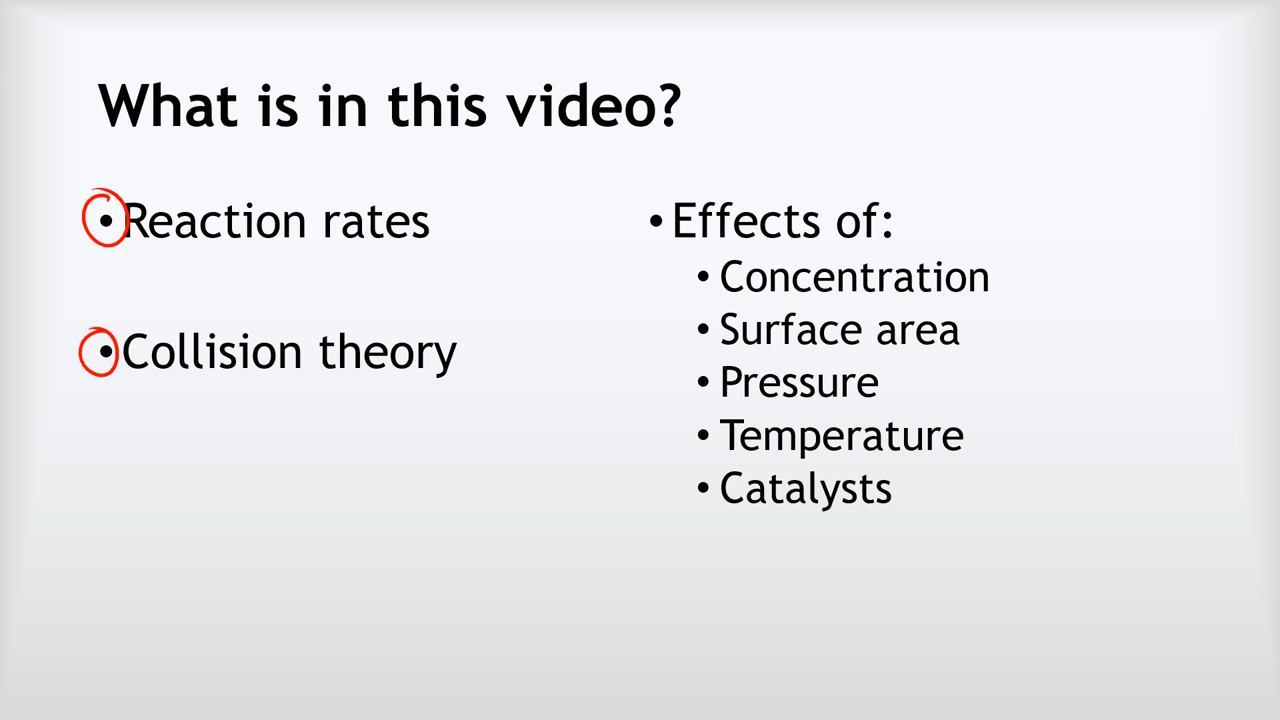 What is in this video?
• Reaction rates
• Collision theory
• Effects of:
• Concentration
• Surface area
• Pressure
• Temperature
• Catalysts